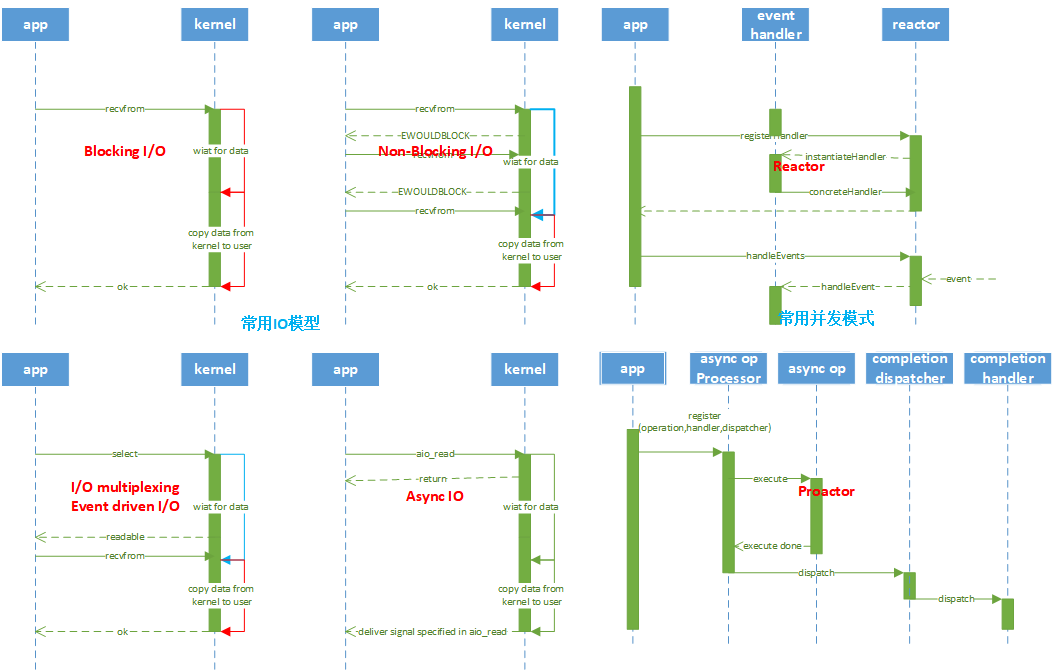 app
kernel
recvfrom
Blocking I/O
wiat for data
copy data from
kernel to user
ok
app
kernel
recvfrom
EWOULDBLOCK
Non-Blocking I/O
recvfrom
wiat for data
EWOULDBLOCK
recvfrom
copy data from
kernel to user
ok
常用IO模型
app
event
handler
reactor
registerHandler
instantiateHandler
Reactor
concreteHandler
handleEvents
event
handleEvent
常用并发模式
app
kernel
select
I/O multiplexing
Event driven I/O
wiat for data
readable
recvfrom
copy data from
kernel to user
ok
app
kernel
aio_read
return
Async IO
wiat for data
copy data from
kernel to user
deliver signal specified in aio_read
app
async op
Processor
async op
completion
dispatcher
completion
handler
register
(operation,handler,dispatcher)
execute
Proactor
execute done
dispatch
dispatch